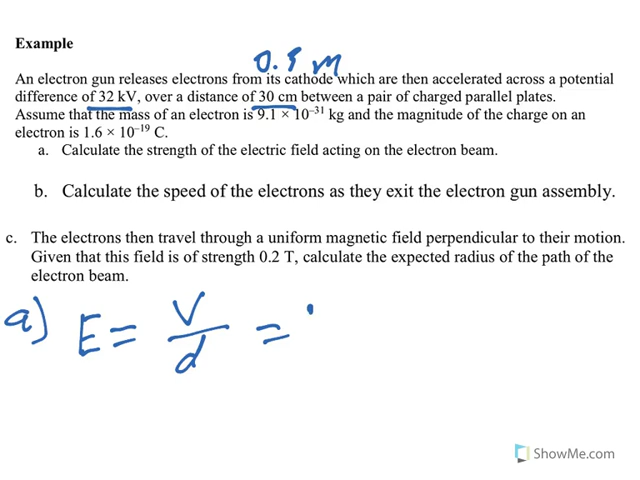 Example
0.3 m
An electron gun releases electrons from its cathode which are then accelerated across a potential
difference of 32 kV, over a distance of 30 cm between a pair of charged parallel plates.
Assume that the mass of an electron is 9.1 × 10⁻³¹ kg and the magnitude of the charge on an
electron is 1.6 × 10⁻¹⁹ C.
a. Calculate the strength of the electric field acting on the electron beam.
b. Calculate the speed of the electrons as they exit the electron gun assembly.
c. The electrons then travel through a uniform magnetic field perpendicular to their motion.
Given that this field is of strength 0.2 T, calculate the expected radius of the path of the
electron beam.
a) E = V/d =
ShowMe.com